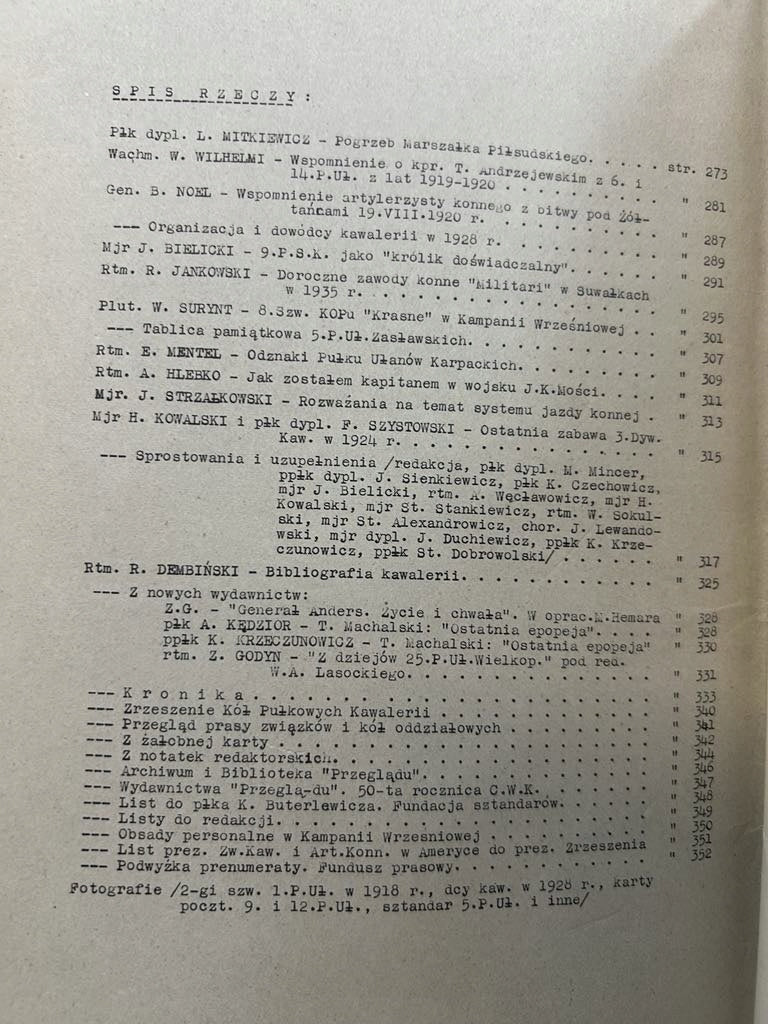 SPIS RZECZY:
Płk dypl. L. MITKIEWICZ - Pogrzeb Marszałka Piłsudskiego. . . . . str. 273
Wachm. W. WILHELMI - Wspomnienie o kpr. T. Andrzejewskim z 6. i
14.P.Uł. z lat 1919-1920 . . . . . . . . . " 281
Gen. B. NOEL - Wspomnienie artylerzysty konnego z bitwy pod Żół-
tańcami 19.VIII.1920 r. . . . . . . . . . " 287
--- Organizacja i dowódcy kawalerii w 1928 r. . . . . . . . " 289
Mjr J. BIELICKI - 9.P.S.K. jako "królik doświadczalny". . . . . . " 291
Rtm. R. JANKOWSKI - Doroczne zawody konne "Militari" w Suwałkach
w 1935 r. . . . . . . . . . . . . . . . . " 295
Plut. W. SURYNT - 8.Szw. KOPu "Krasne" w Kampanii Wrześniowej . . " 301
--- Tablica pamiątkowa 5.P.Uł.Zasławskich. . . . . . . . . " 307
Rtm. E. MENTEL - Odznaki Pułku Ułanów Karpackich. . . . . . . . . " 309
Rtm. A. HLEBKO - Jak zostałem kapitanem w wojsku J.K.Mości. . . . " 311
Mjr. J. STRZAŁKOWSKI - Rozważania na temat systemu jazdy konnej . " 313
Mjr H. KOWALSKI i płk dypl. F. SZYSTOWSKI - Ostatnia zabawa 3.Dyw.
Kaw. w 1924 r. . . . . . . . . . . . . . " 315
--- Sprostowania i uzupełnienia /redakcja, płk dypl. M. Mincer,
ppłk dypl. J. Sienkiewicz, płk K. Czechowicz,
mjr J. Bielicki, rtm. A. Węcławowicz, mjr H.
Kowalski, mjr St. Stankiewicz, rtm. W. Sokul-
ski, mjr St. Alexandrowicz, chor. J. Lewando-
wski, mjr dypl. J. Duchiewicz, ppłk K. Krze-
czunowicz, ppłk St. Dobrowolski/ . . . . . . " 317
Rtm. R. DEMBIŃSKI - Bibliografia kawalerii. . . . . . . . . . . . " 325
--- Z nowych wydawnictw:
Z.G. - "Generał Anders. Życie i chwała". W oprac.M.Hemara " 328
płk A. KĘDZIOR - T. Machalski: "Ostatnia epopeja". . . . " 328
ppłk K. KRZECZUNOWICZ - T. Machalski: "Ostatnia epopeja" " 330
rtm. Z. GODYN - "Z dziejów 25.P.Uł.Wielkop." pod red.
W.A. Lasockiego. . . . . . . . . . . . . " 331
--- K r o n i k a . . . . . . . . . . . . . . . . . . . . . " 333
--- Zrzeszenie Kół Pułkowych Kawalerii . . . . . . . . . . " 340
--- Przegląd prasy związków i kół oddziałowych . . . . . . " 341
--- Z żałobnej karty . . . . . . . . . . . . . . . . . . . " 342
--- Z notatek redaktorskich. . . . . . . . . . . . . . . . " 344
--- Archiwum i Biblioteka "Przeglądu". . . . . . . . . . . " 346
--- Wydawnictwa "Przeglą-du". 50-ta rocznica C.W.K. . . . . " 347
--- List do płka K. Buterlewicza. Fundacja sztandarów. . . " 348
--- Listy do redakcji. . . . . . . . . . . . . . . . . . . " 349
--- Obsady personalne w Kampanii Wrzesniowej . . . . . . . " 350
--- List prez. Zw.Kaw. i Art.Konn. w Ameryce do prez. Zrzeszenia " 351
--- Podwyżka prenumeraty. Fundusz prasowy. . . . . . . . . " 352
Fotografie /2-gi szw. 1.P.Uł. w 1918 r., dcy kaw. w 1928 r., karty
poczt. 9. i 12.P.Uł., sztandar 5.P.Uł. i inne/